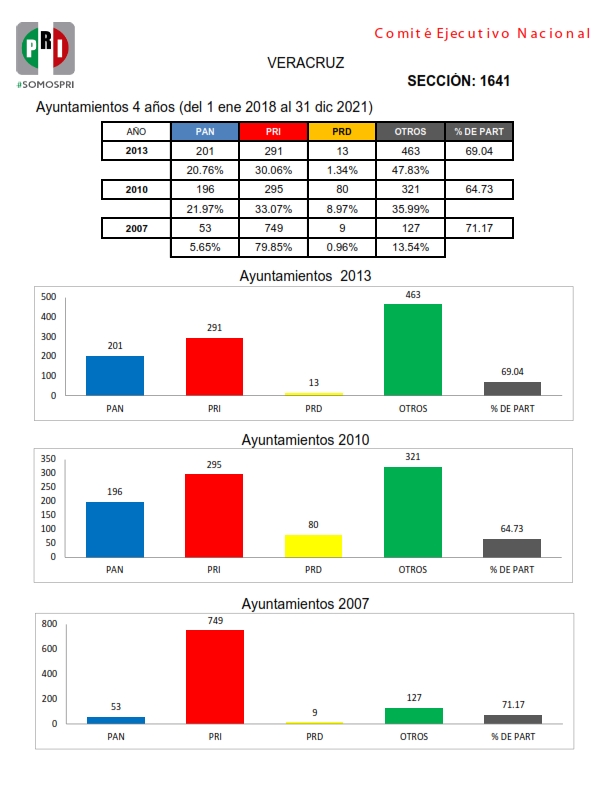 Comité Ejecutivo Nacional
PRI
#SOMOSPRI
VERACRUZ
SECCIÓN: 1641
Ayuntamientos 4 años (del 1 ene 2018 al 31 dic 2021)
AÑO PAN PRI PRD OTROS % DE PART
2013 201 291 13 463 69.04
20.76% 30.06% 1.34% 47.83%
2010 196 295 80 321 64.73
21.97% 33.07% 8.97% 35.99%
2007 53 749 9 127 71.17
5.65% 79.85% 0.96% 13.54%
Ayuntamientos 2013
500
400
300
200
100
0
201 291 13 463 69.04
PAN PRI PRD OTROS % DE PART
Ayuntamientos 2010
350
300
250
200
150
100
50
0
196 295 80 321 64.73
PAN PRI PRD OTROS % DE PART
Ayuntamientos 2007
800
600
400
200
0
53 749 9 127 71.17
PAN PRI PRD OTROS % DE PART